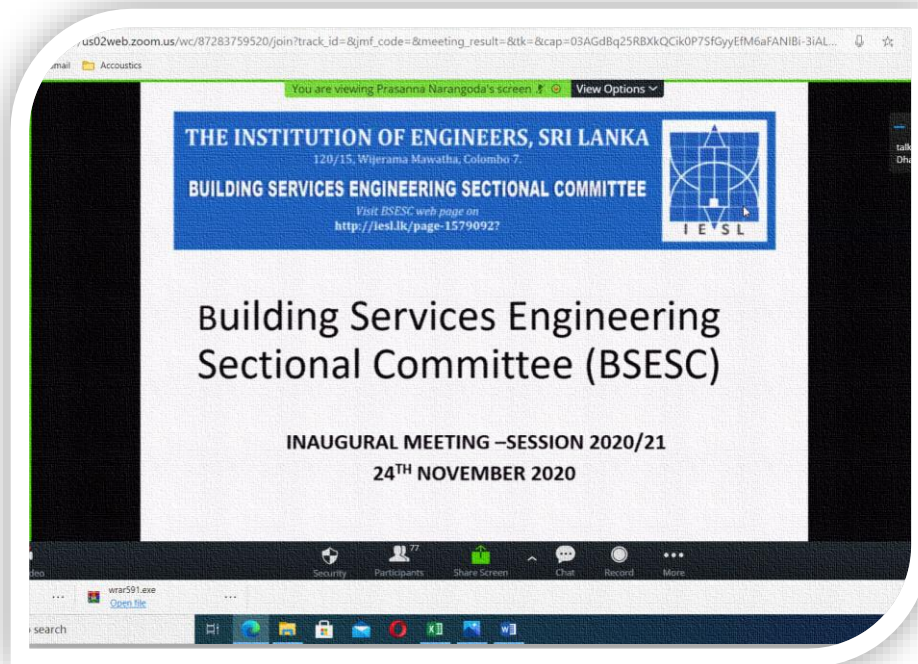 /us02web.zoom.us/wc/87283759520/join?track_id=&jmf_code=&meeting_result=&tk=&cap=03AGdBq25RBXkQCik0P7SfGyyEfM6aFANIBi-3iAL...
mail Accoustics
You are viewing Prasanna Narangoda's screen View Options
THE INSTITUTION OF ENGINEERS, SRI LANKA
120/15, Wijerama Mawatha, Colombo 7.
BUILDING SERVICES ENGINEERING SECTIONAL COMMITTEE
Visit BSESC web page on
http://iesl.lk/page-1579092?
I E S L
talk
Dha
Building Services Engineering
Sectional Committee (BSESC)
INAUGURAL MEETING –SESSION 2020/21
24TH NOVEMBER 2020
77
deo Security Participants Share Screen Chat Record More
... wrar591.exe ...
Open file
search